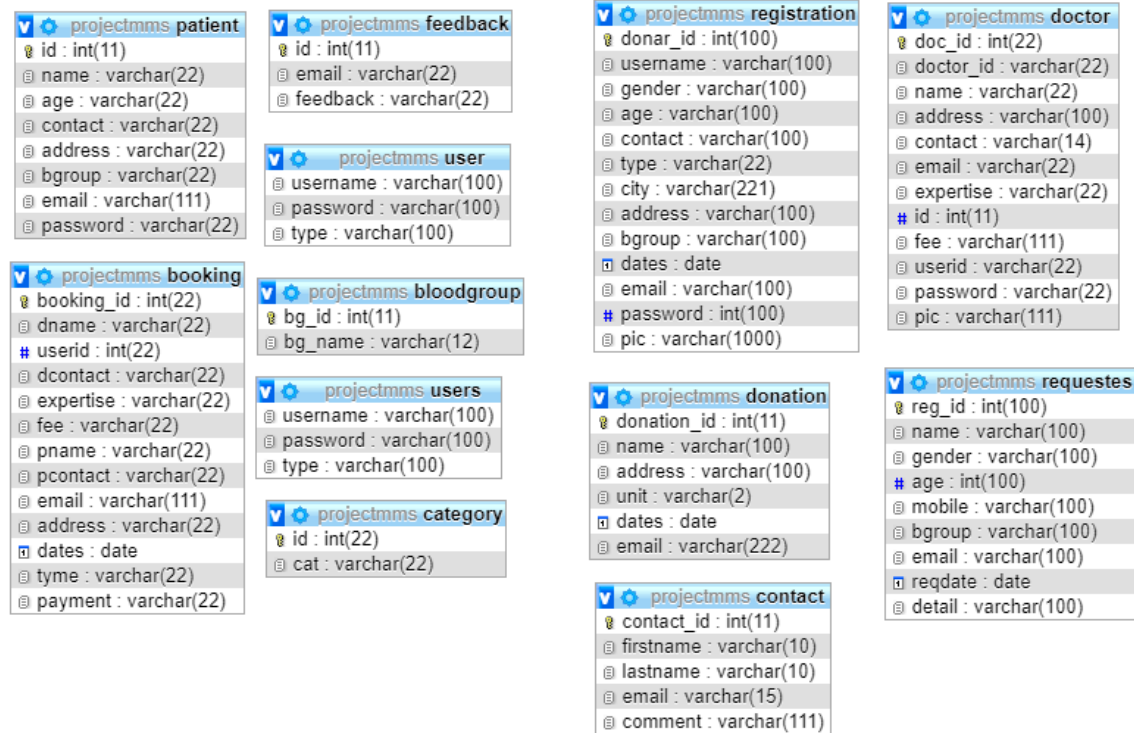 projectmms patient
id : int(11)
name : varchar(22)
age : varchar(22)
contact : varchar(22)
address : varchar(22)
bgroup : varchar(22)
email : varchar(111)
password : varchar(22)
projectmms feedback
id : int(11)
email : varchar(22)
feedback : varchar(22)
projectmms user
username : varchar(100)
password : varchar(100)
type : varchar(100)
projectmms booking
booking_id : int(22)
dname : varchar(22)
# userid : int(22)
dcontact : varchar(22)
expertise : varchar(22)
fee : varchar(22)
pname : varchar(22)
pcontact : varchar(22)
email : varchar(111)
address : varchar(22)
dates : date
tyme : varchar(22)
payment : varchar(22)
projectmms bloodgroup
bg_id : int(11)
bg_name : varchar(12)
projectmms users
username : varchar(100)
password : varchar(100)
type : varchar(100)
projectmms category
id : int(22)
cat : varchar(22)
projectmms registration
donar_id : int(100)
username : varchar(100)
gender : varchar(100)
age : varchar(100)
contact : varchar(100)
type : varchar(22)
city : varchar(221)
address : varchar(100)
bgroup : varchar(100)
dates : date
email : varchar(100)
# password : int(100)
pic : varchar(1000)
projectmms doctor
doc_id : int(22)
doctor_id : varchar(22)
name : varchar(22)
address : varchar(100)
contact : varchar(14)
email : varchar(22)
expertise : varchar(22)
# id : int(11)
fee : varchar(111)
userid : varchar(22)
password : varchar(22)
pic : varchar(111)
projectmms donation
donation_id : int(11)
name : varchar(100)
address : varchar(100)
unit : varchar(2)
dates : date
email : varchar(222)
projectmms requestes
reg_id : int(100)
name : varchar(100)
gender : varchar(100)
# age : int(100)
mobile : varchar(100)
bgroup : varchar(100)
email : varchar(100)
reqdate : date
detail : varchar(100)
projectmms contact
contact_id : int(11)
firstname : varchar(10)
lastname : varchar(10)
email : varchar(15)
comment : varchar(111)